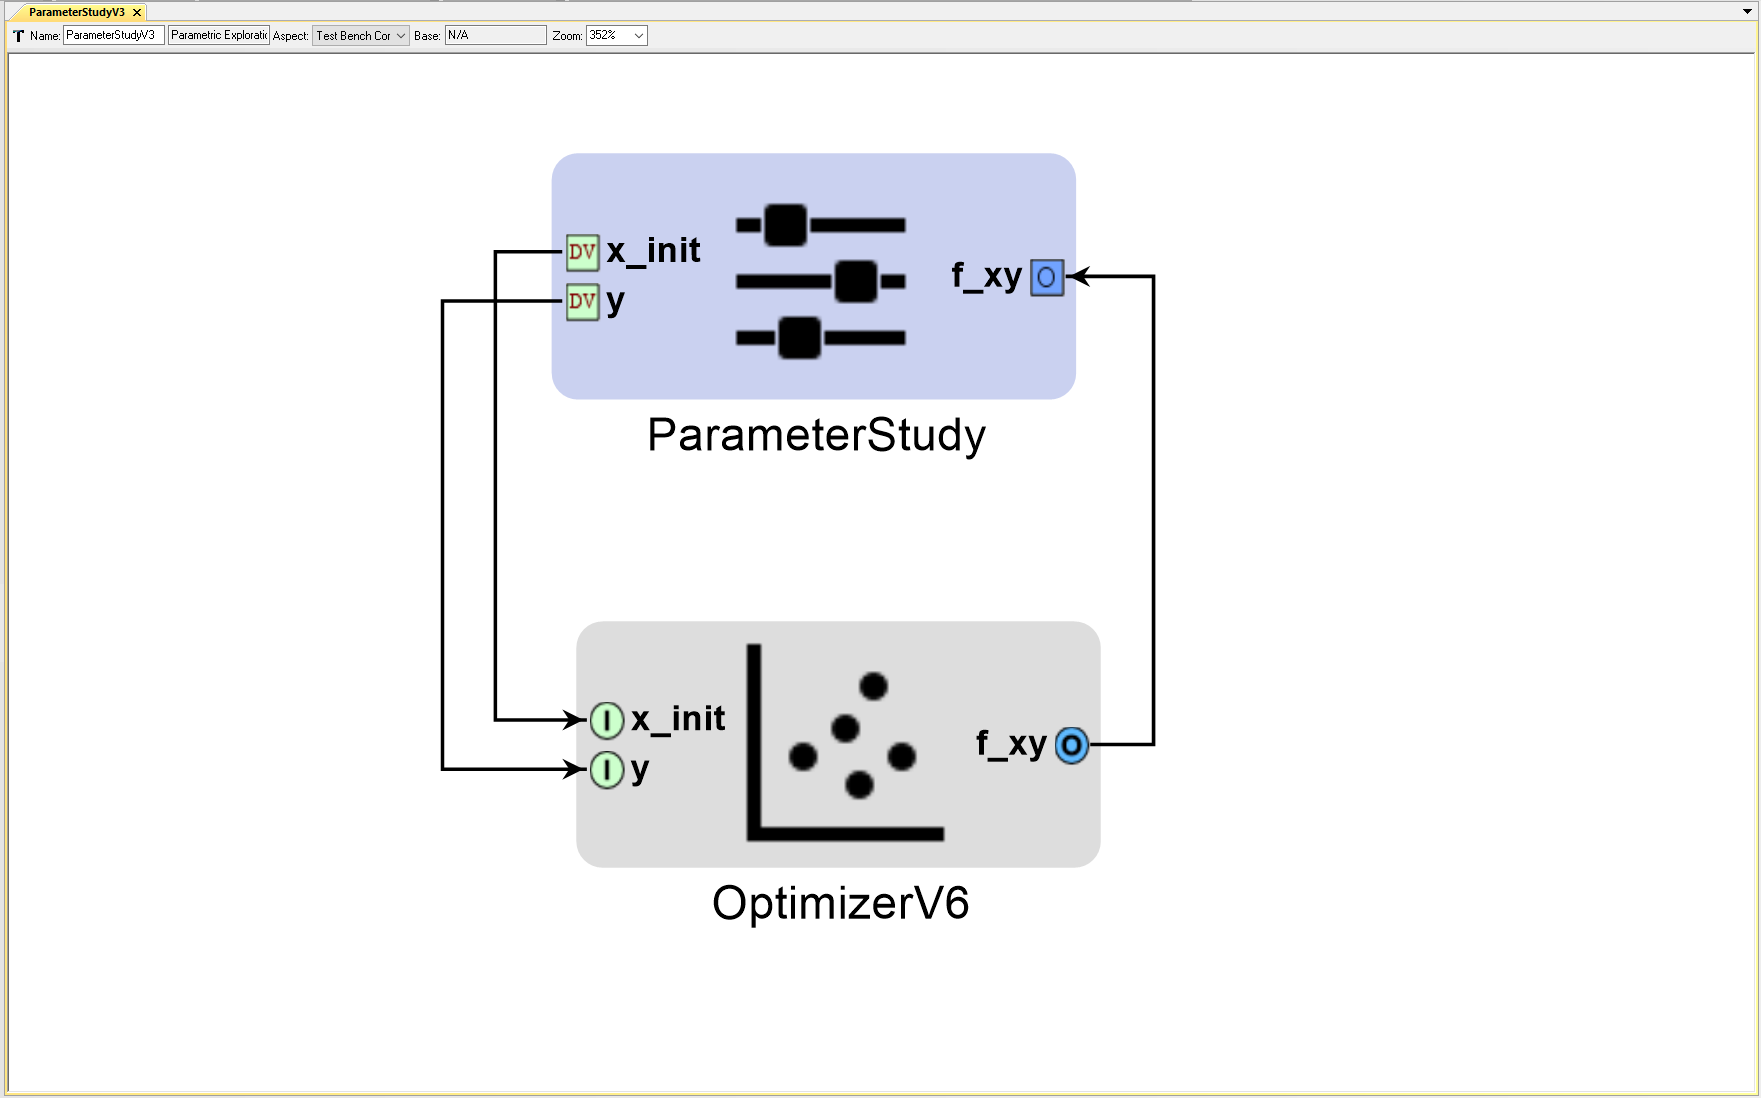 ParameterStudyV3
Name: ParameterStudyV3 Parametric Exploratic Aspect: Test Bench Cor Base: N/A Zoom: 352%
DV x_init
DV y
f_xy O
ParameterStudy
I x_init
I y
f_xy O
OptimizerV6